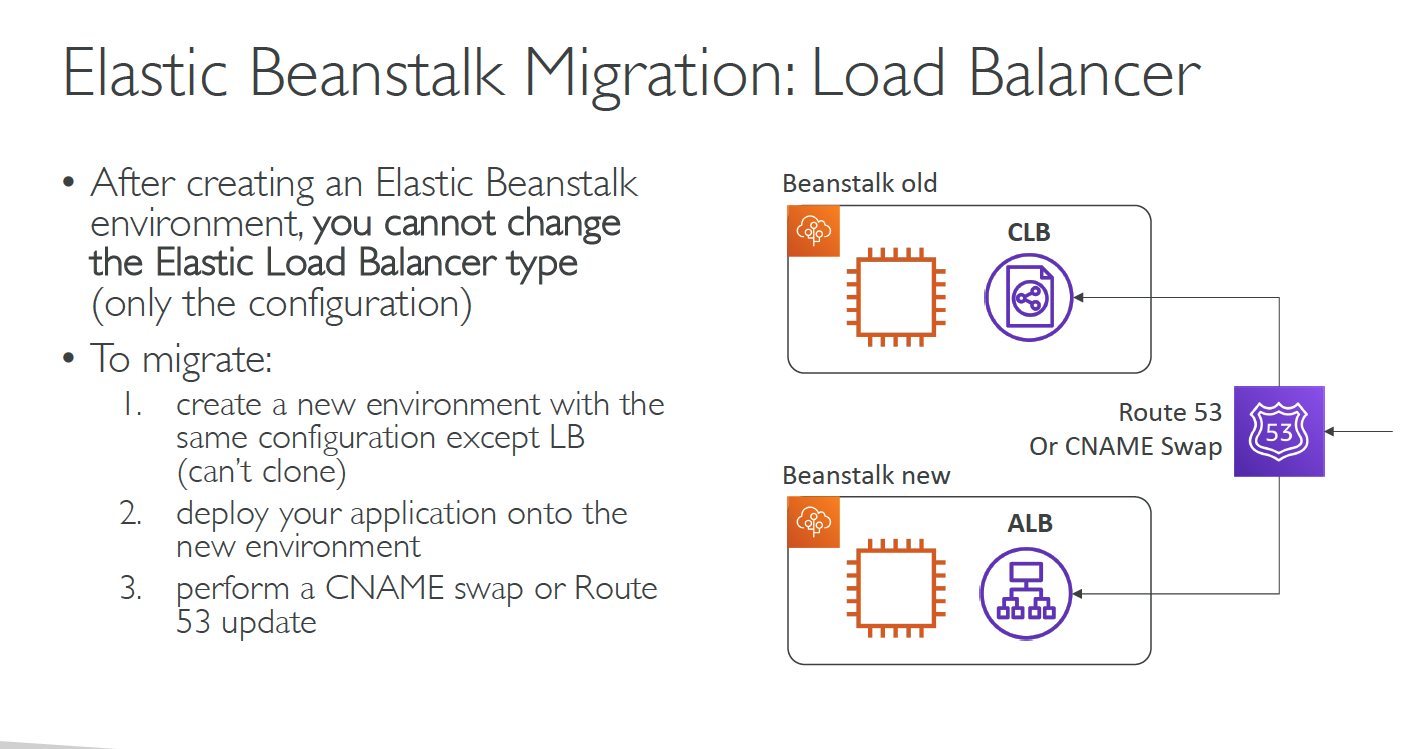 Elastic Beanstalk Migration: Load Balancer
• After creating an Elastic Beanstalk
environment, you cannot change
the Elastic Load Balancer type
(only the configuration)
• To migrate:
1. create a new environment with the
same configuration except LB
(can't clone)
2. deploy your application onto the
new environment
3. perform a CNAME swap or Route
53 update
Beanstalk old
CLB
Route 53
Or CNAME Swap
53
Beanstalk new
ALB